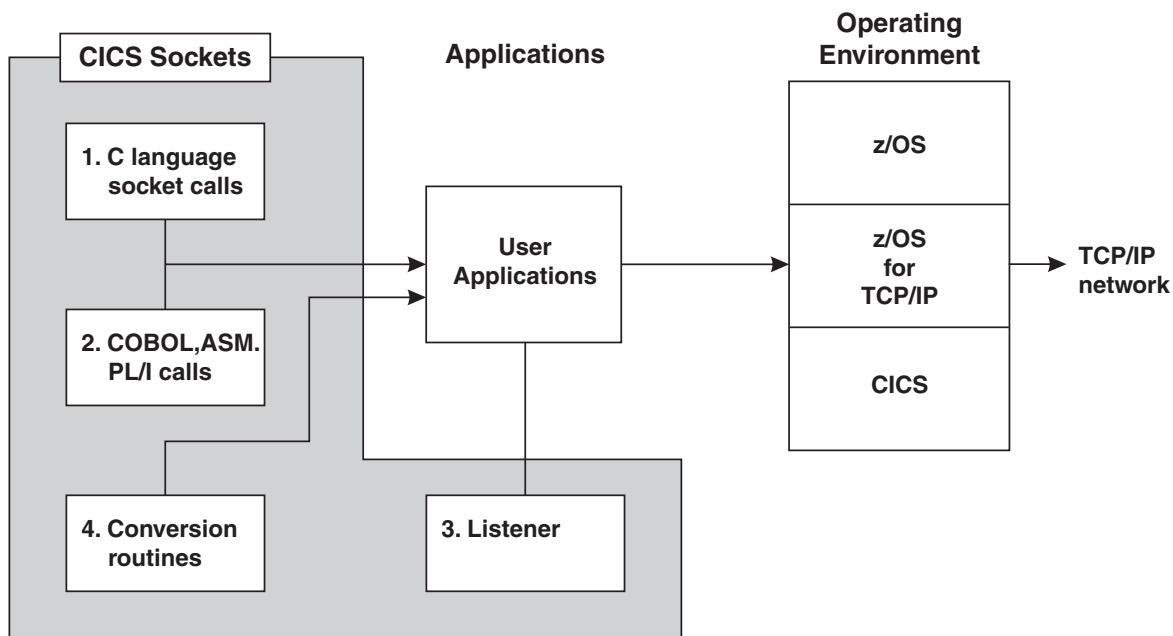 CICS Sockets
Applications
Operating
Environment
1. C language
socket calls
2. COBOL,ASM.
PL/I calls
4. Conversion
routines
3. Listener
User
Applications
z/OS
z/OS
for
TCP/IP
CICS
TCP/IP
network